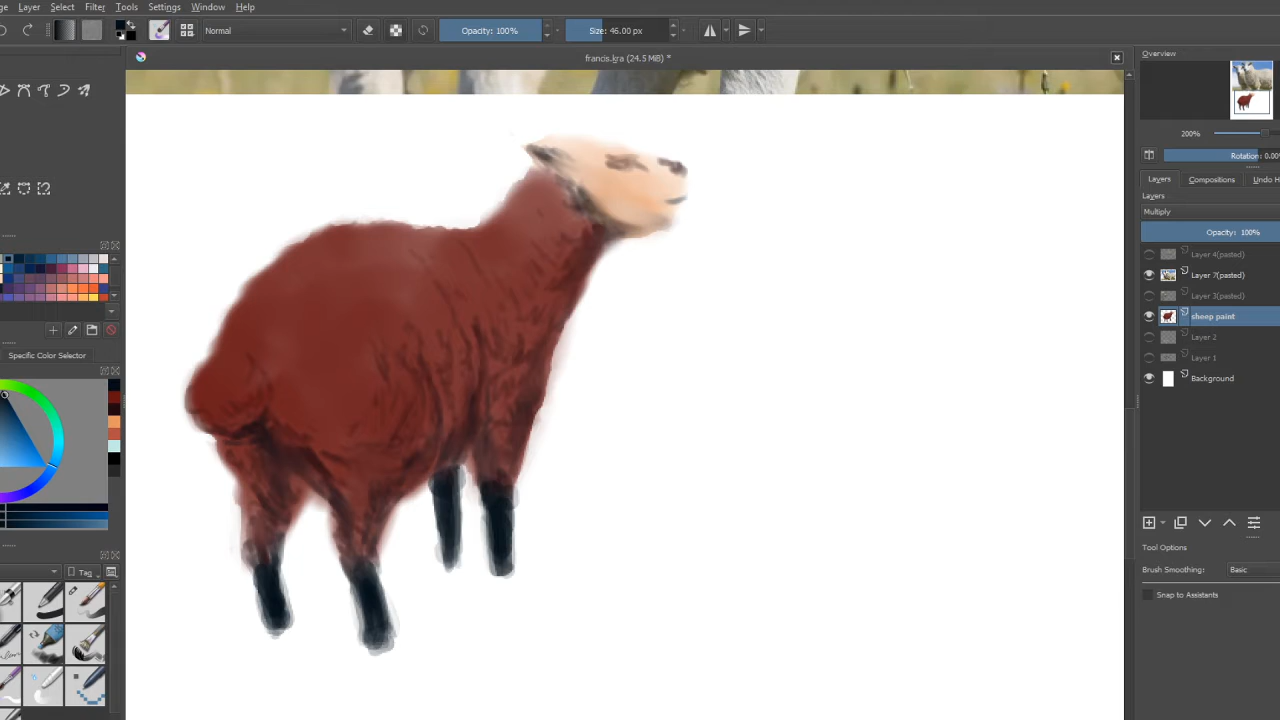 Layer Select Filter Tools Settings Window Help
Normal Opacity: 100% Size: 46.00 px
francis.kra (24.5 MiB) *
Overview
200%
Rotation: 0.00
Layers Compositions Undo H
Layers
Multiply
Opacity: 100%
Layer 4(pasted)
Layer 7(pasted)
Layer 3(pasted)
sheep paint
Layer 2
Layer 1
Background
Specific Color Selector
Tag
Tool Options
Brush Smoothing: Basic
Snap to Assistants